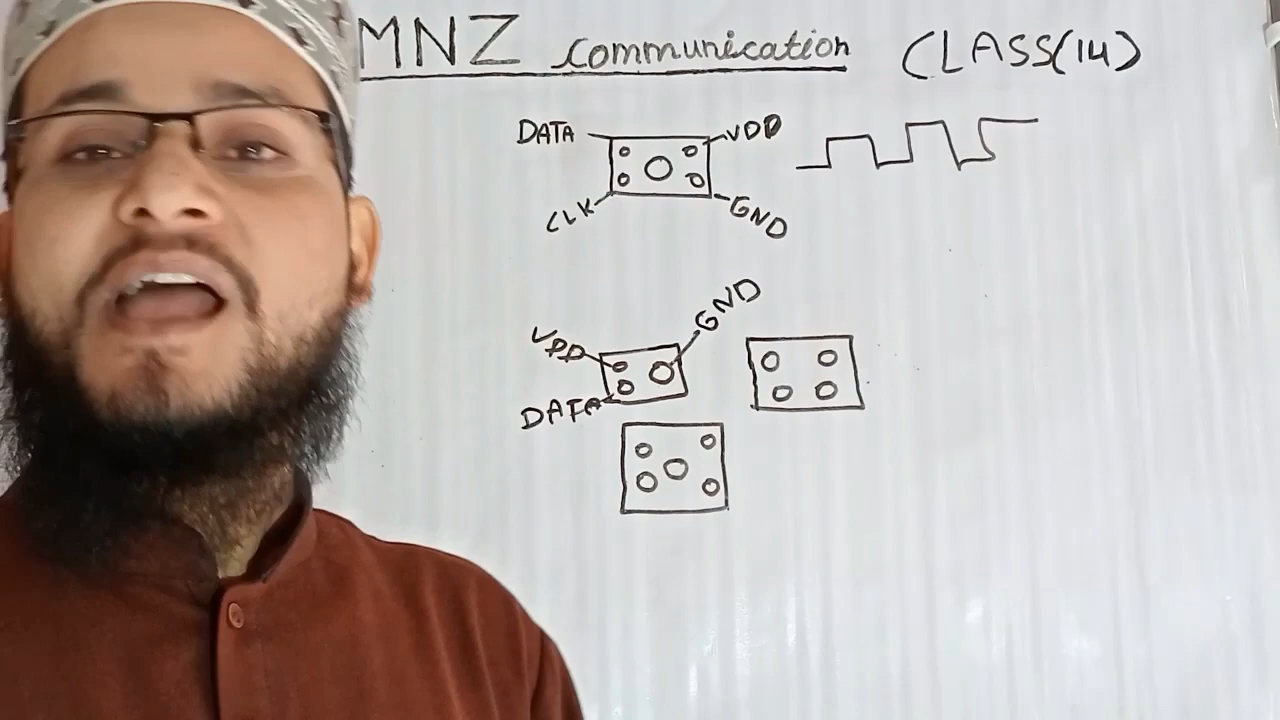 MNZ communication CLASS(14)
DATA VDD
CLK GND
GND
VDD
DATA